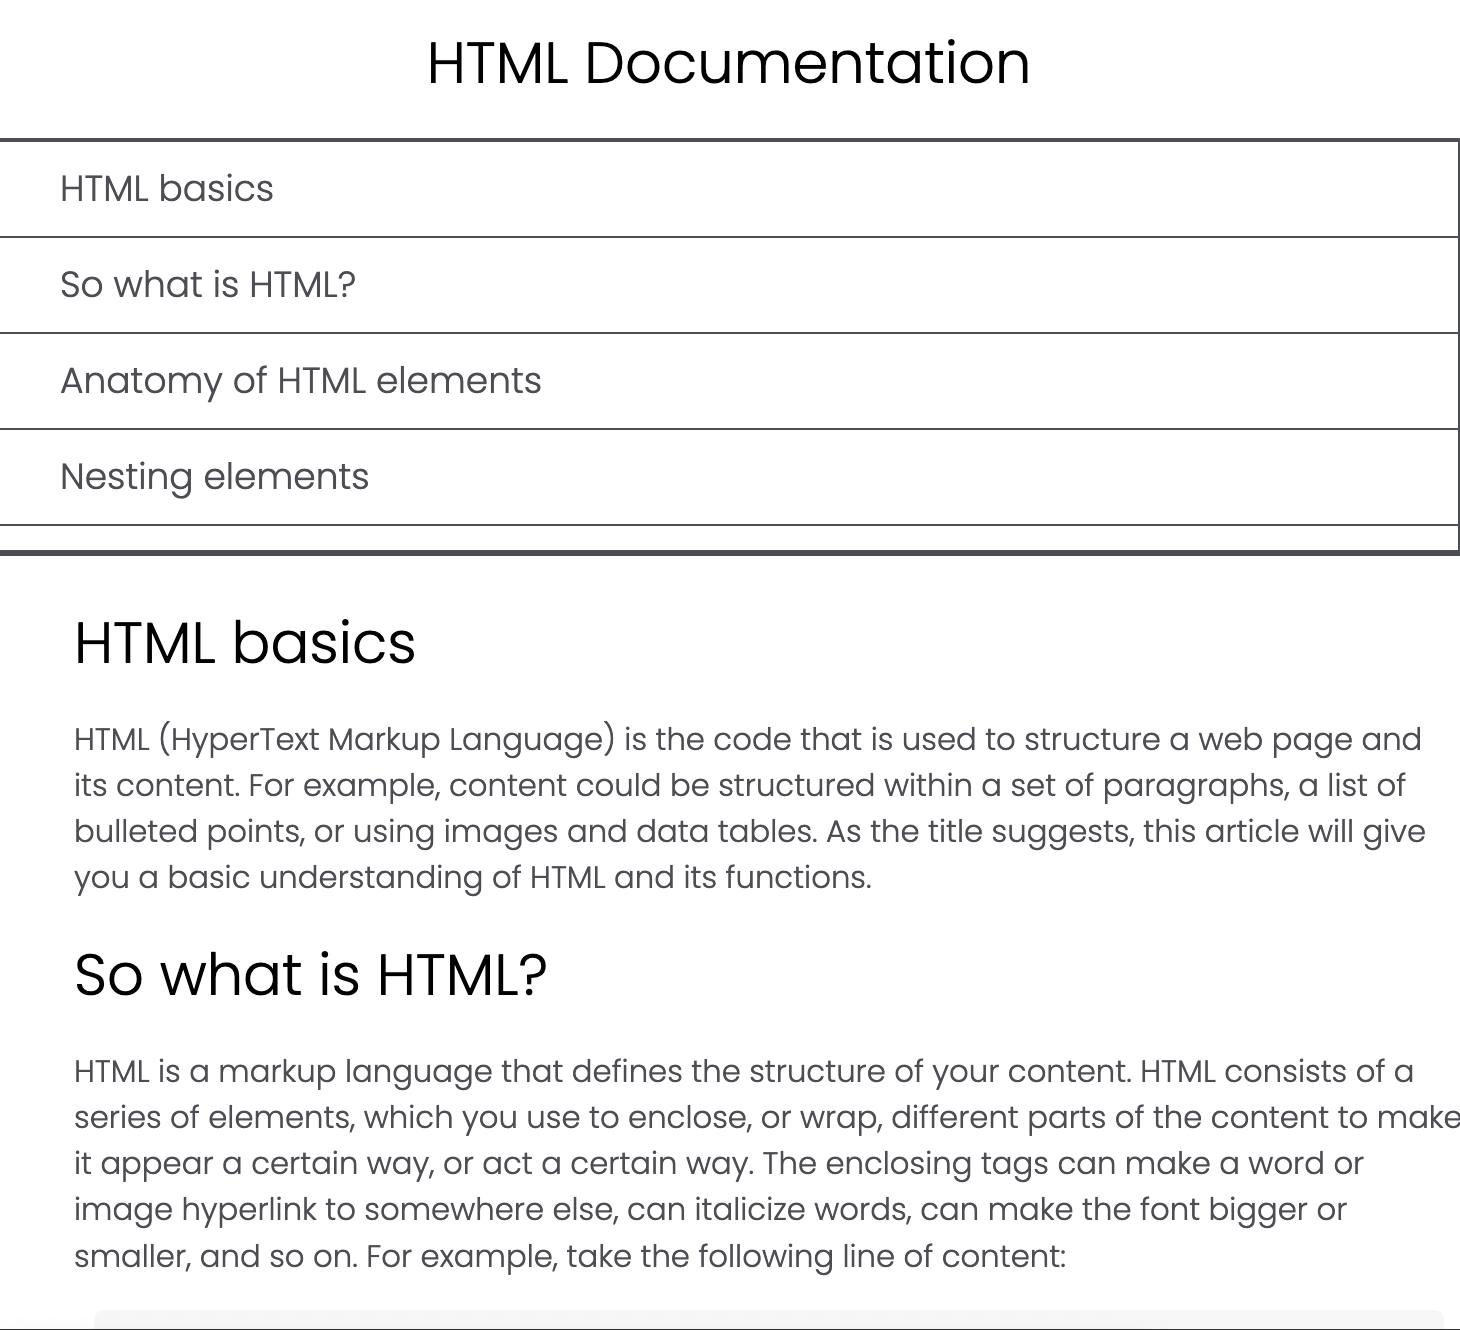 HTML Documentation
HTML basics
So what is HTML?
Anatomy of HTML elements
Nesting elements
HTML basics
HTML (HyperText Markup Language) is the code that is used to structure a web page and
its content. For example, content could be structured within a set of paragraphs, a list of
bulleted points, or using images and data tables. As the title suggests, this article will give
you a basic understanding of HTML and its functions.
So what is HTML?
HTML is a markup language that defines the structure of your content. HTML consists of a
series of elements, which you use to enclose, or wrap, different parts of the content to make
it appear a certain way, or act a certain way. The enclosing tags can make a word or
image hyperlink to somewhere else, can italicize words, can make the font bigger or
smaller, and so on. For example, take the following line of content: